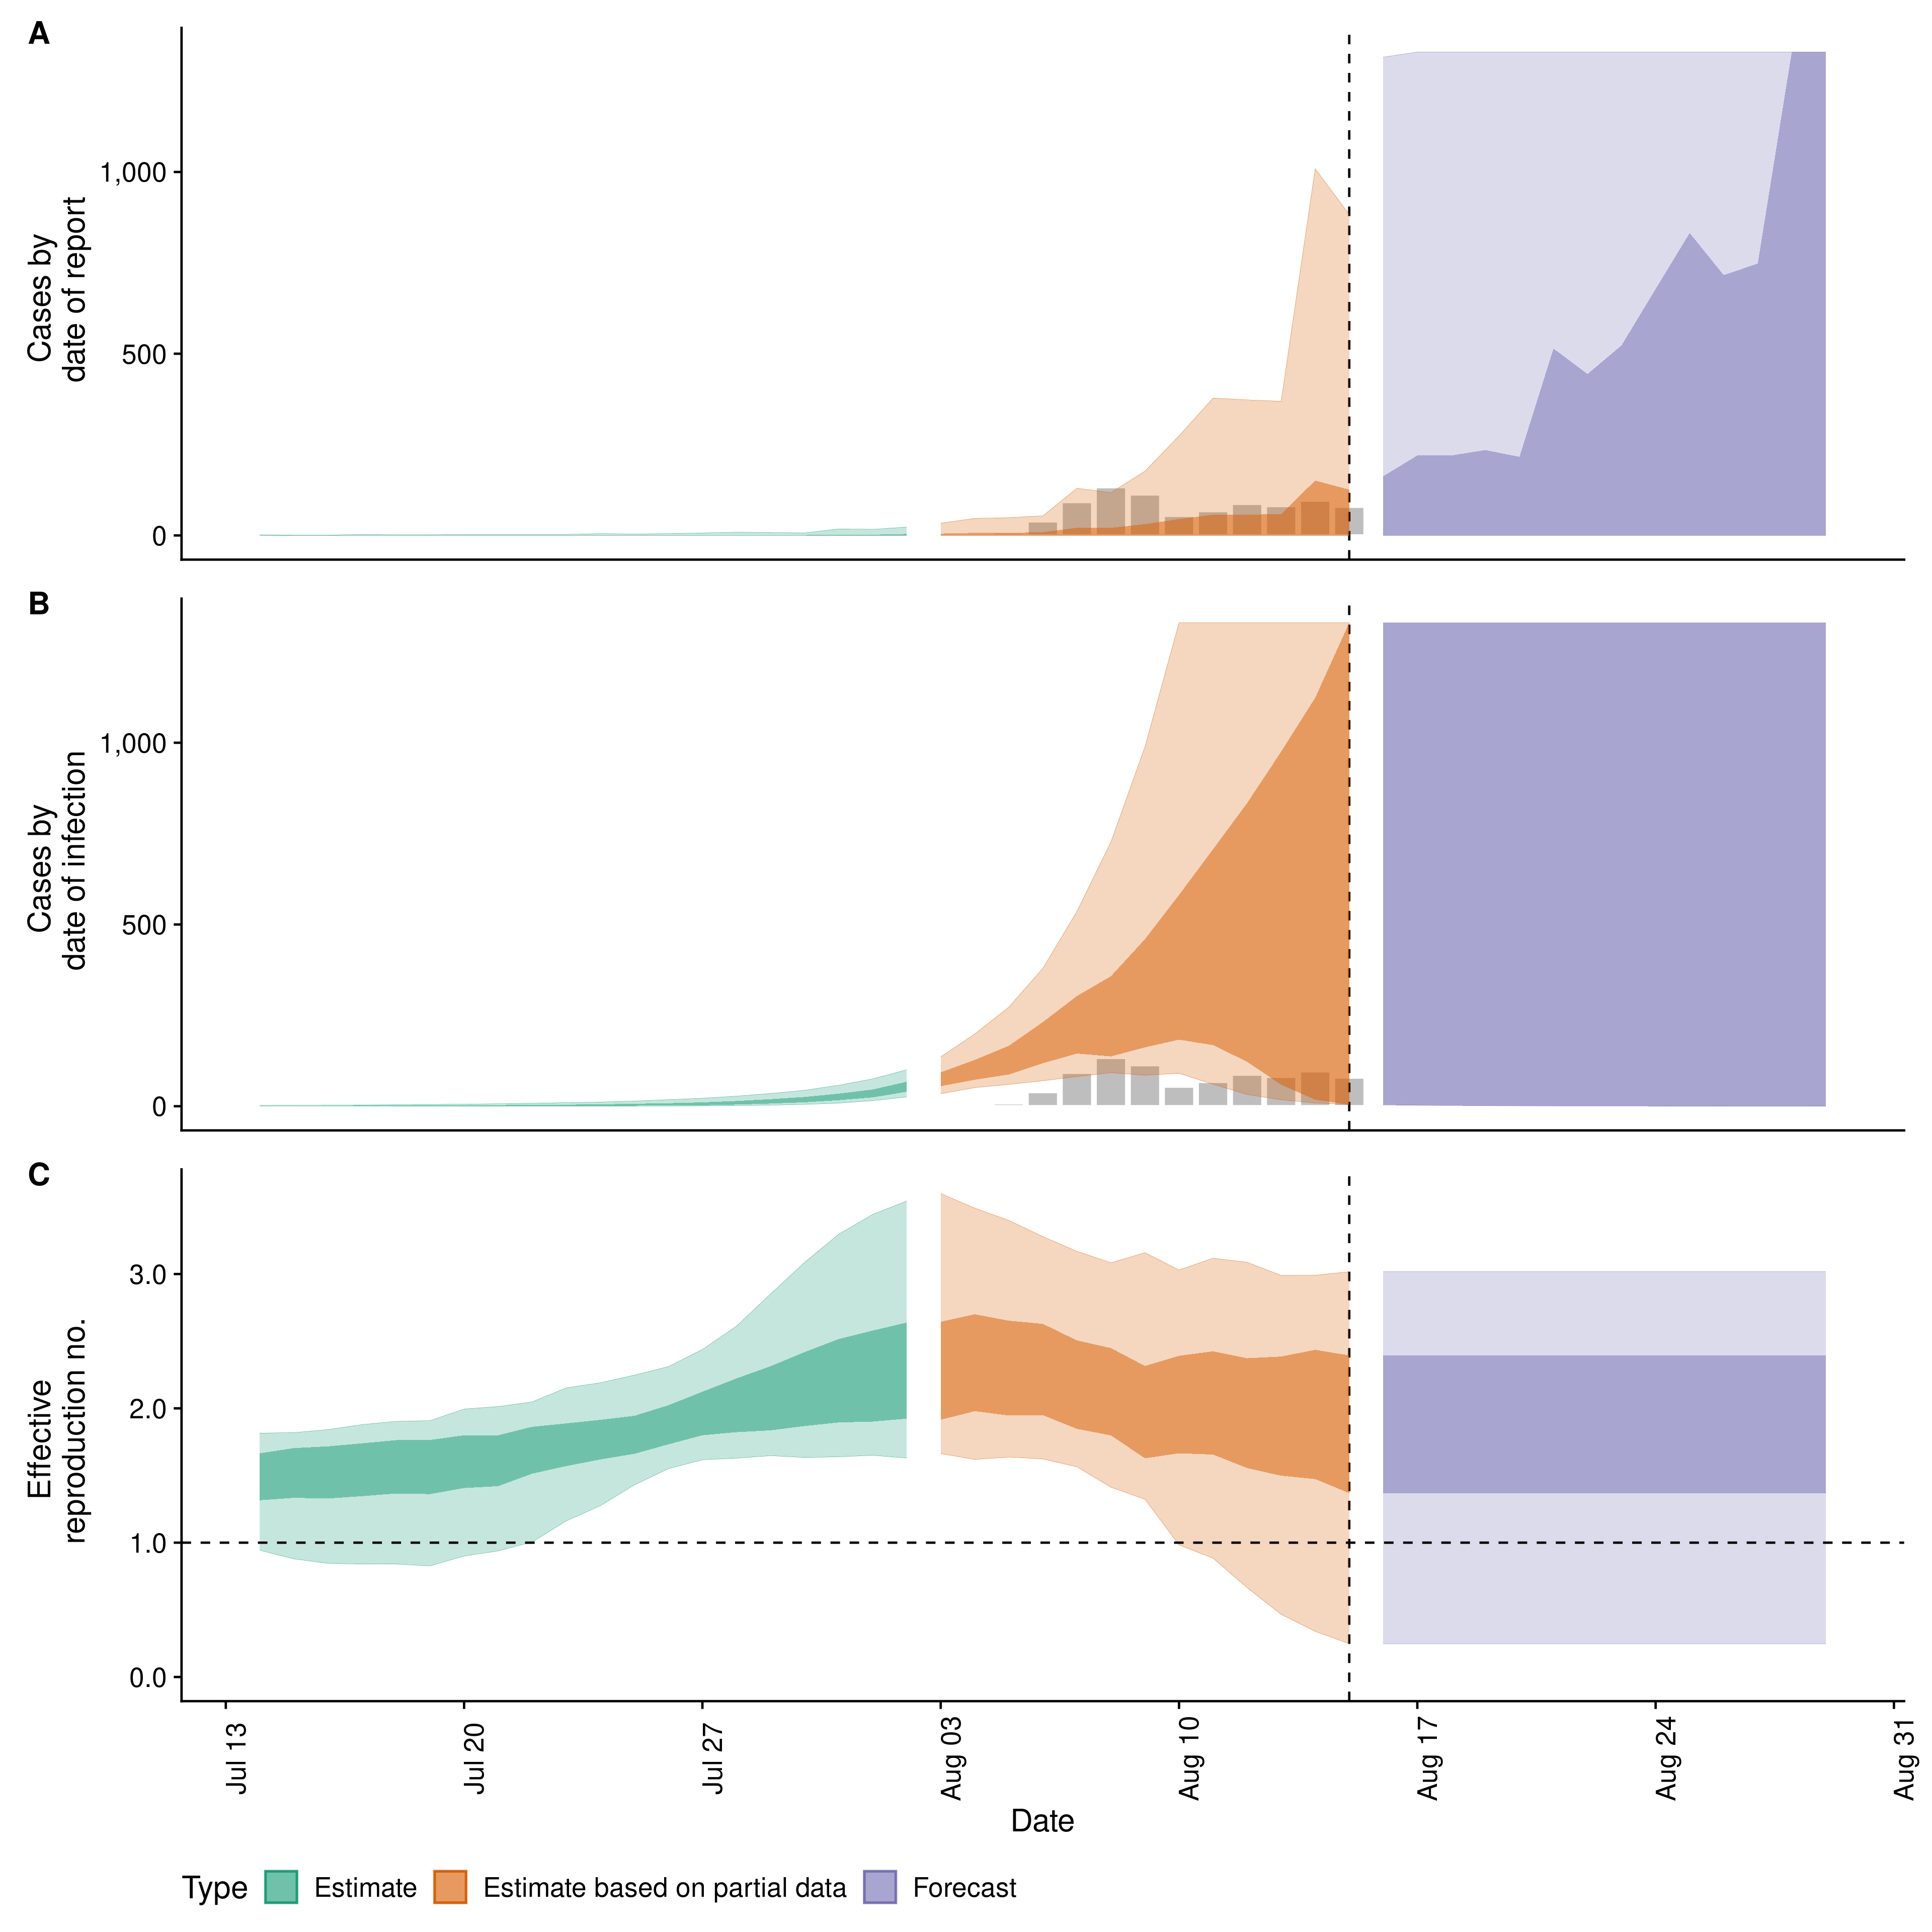 A
Cases by
date of report
1,000
500
0
B
Cases by
date of infection
1,000
500
0
C
Effective
reproduction no.
3.0
2.0
1.0
0.0
Jul 13
Jul 20
Jul 27
Aug 03
Aug 10
Aug 17
Aug 24
Aug 31
Date
Type Estimate Estimate based on partial data Forecast